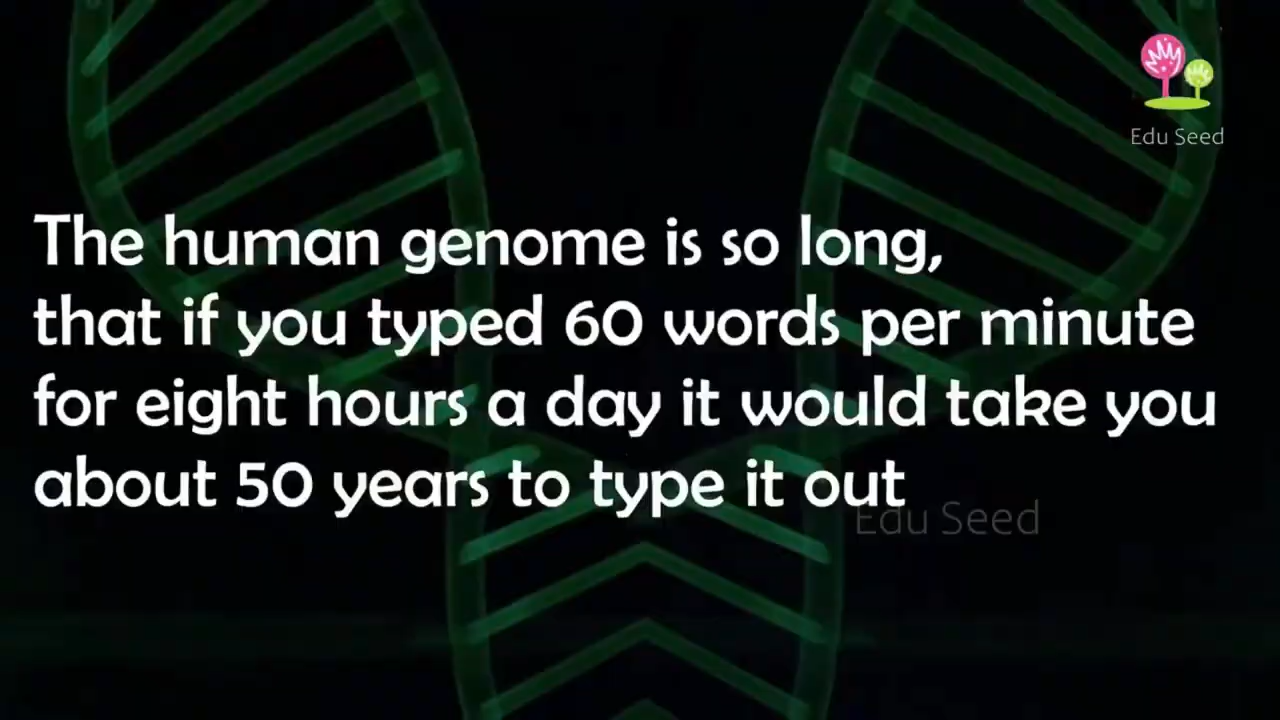 Edu Seed
The human genome is so long,
that if you typed 60 words per minute
for eight hours a day it would take you
about 50 years to type it out
Edu Seed